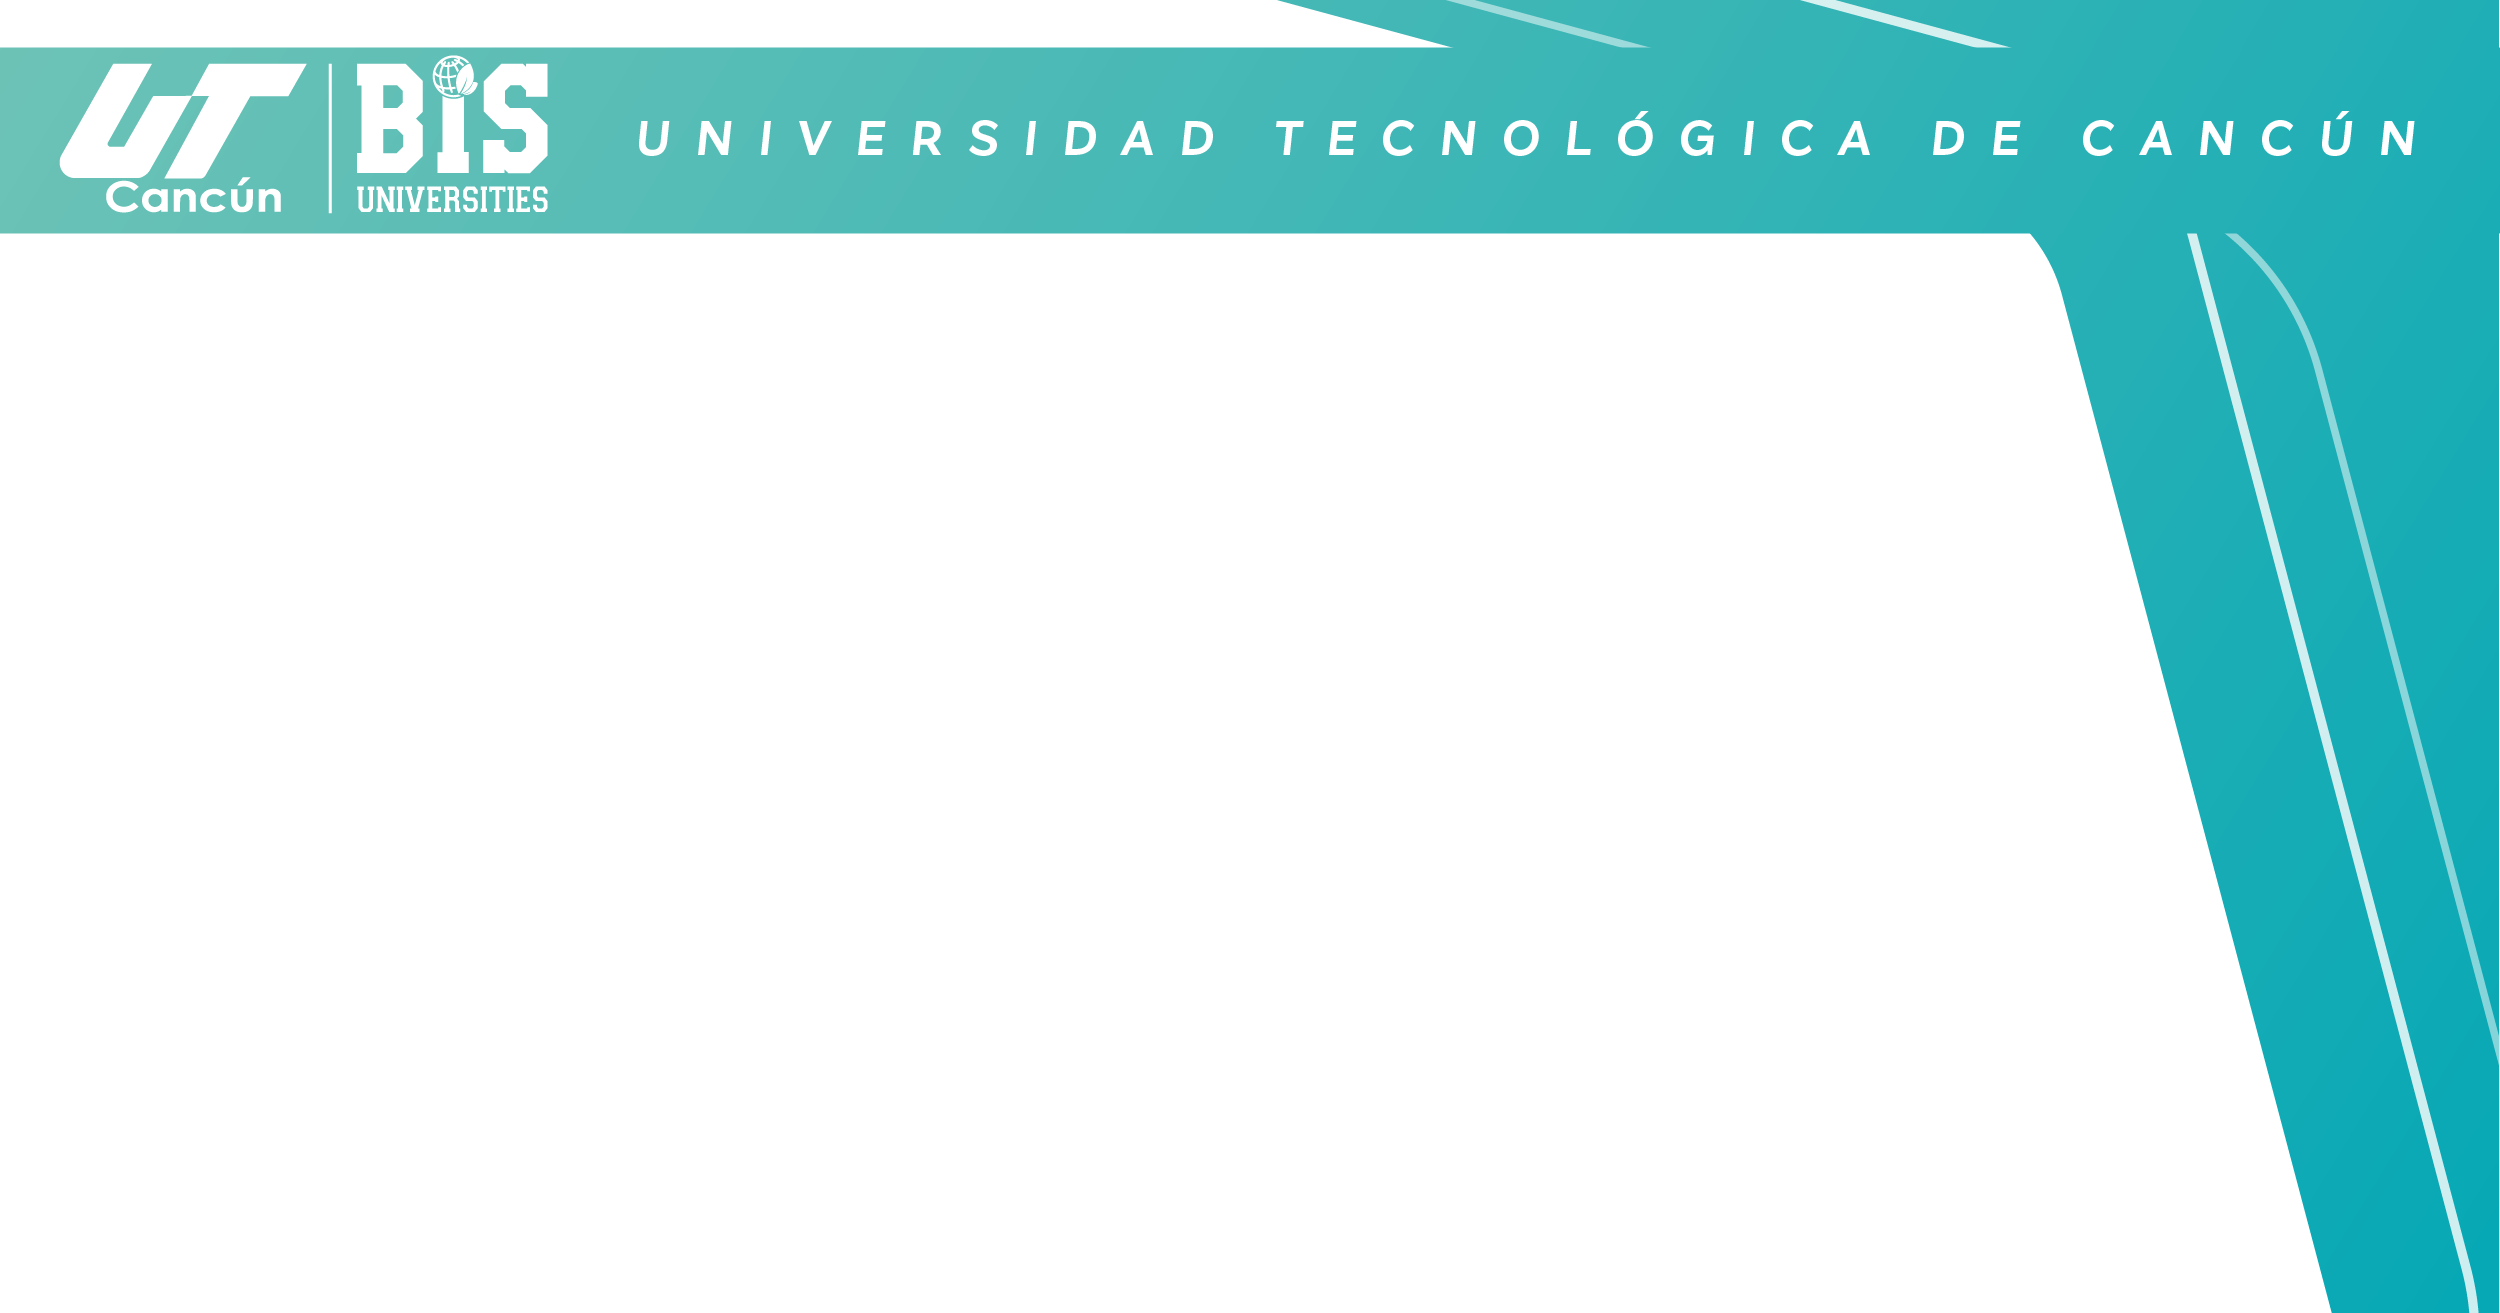 UT
Cancún
BIS
UNIVERSITIES
UNIVERSIDAD TECNOLÓGICA DE CANCÚN